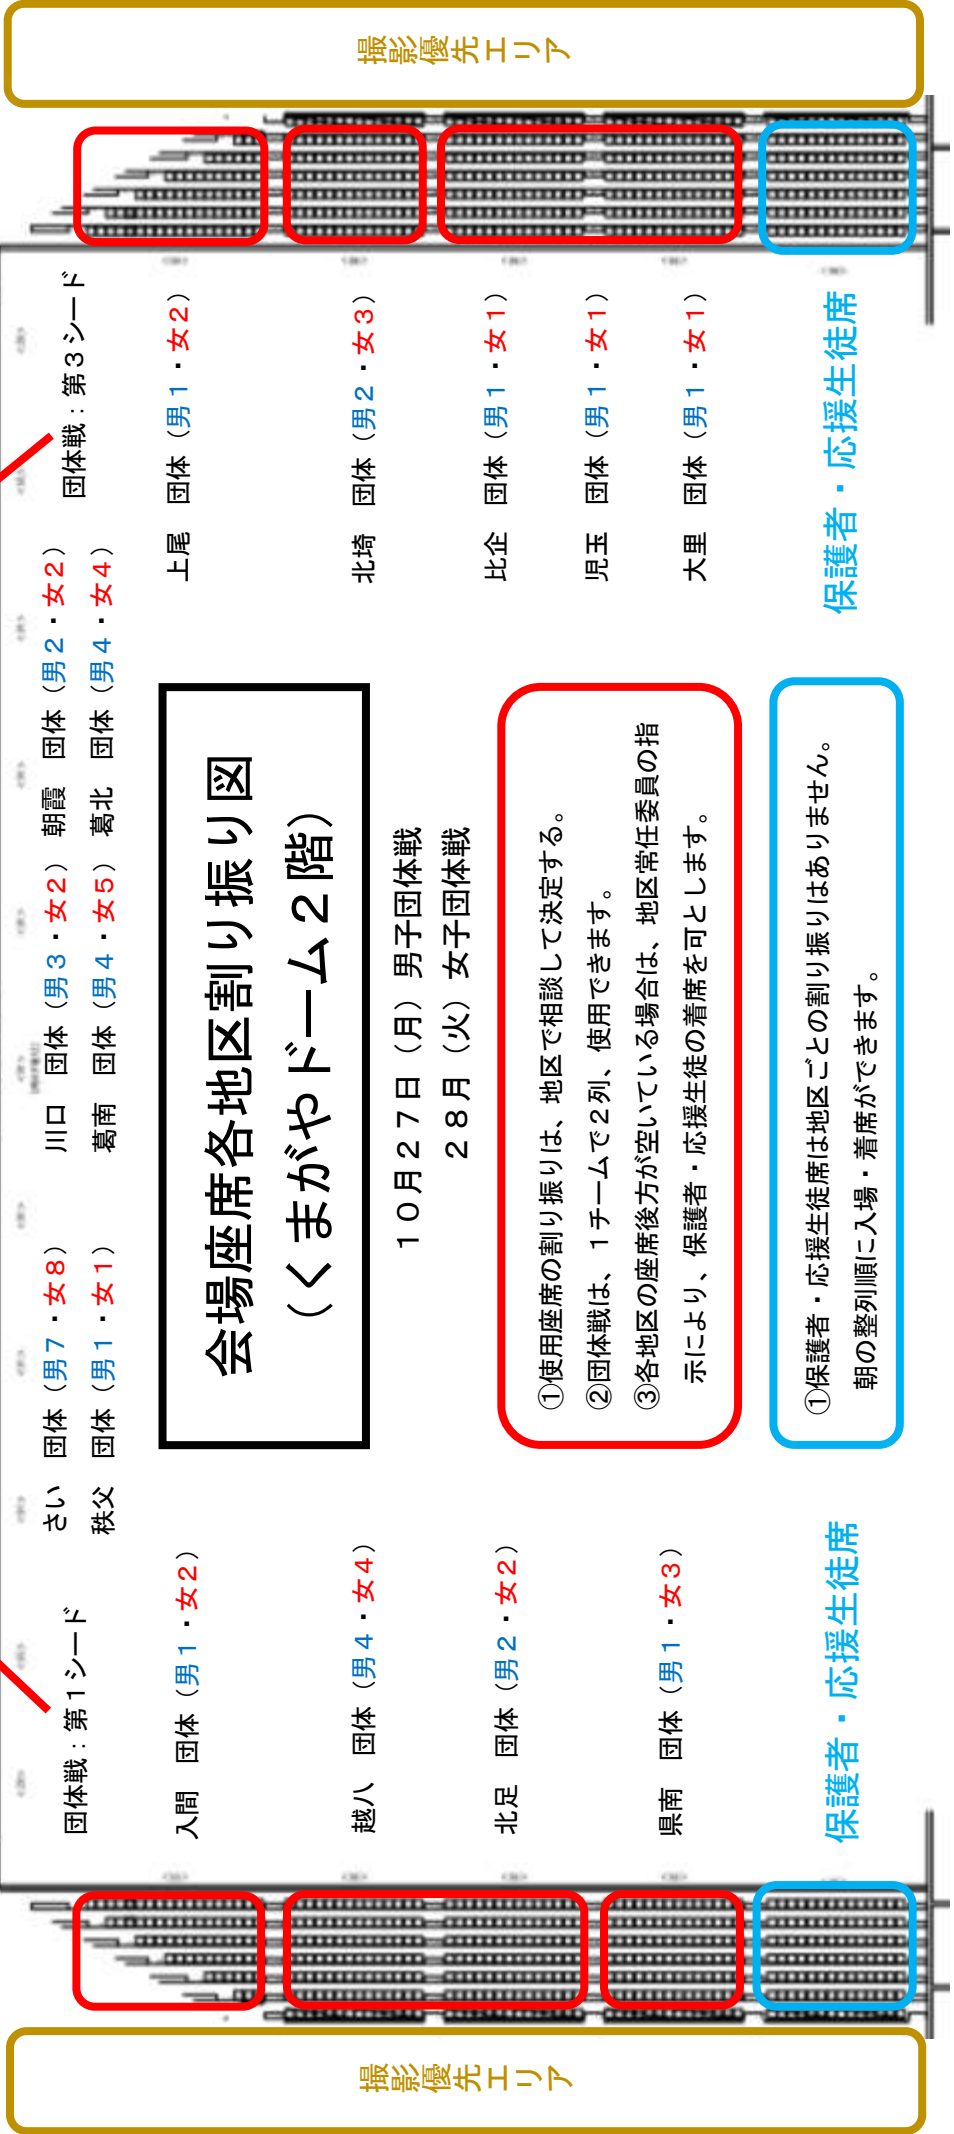 団体戦：第１シード
さい　団体（男７・女８）
秩父　団体（男１・女１）
川口　団体（男３・女２）
葛南　団体（男４・女５）
朝霞　団体（男２・女２）
葛北　団体（男４・女４）
団体戦：第３シード
入間　団体（男１・女２）
越八　団体（男４・女４）
北足　団体（男２・女２）
県南　団体（男１・女３）
保護者・応援生徒席
会場座席各地区割り振り図
（くまがやドーム２階）
１０月２７日（月）男子団体戦
２８月（火）女子団体戦
①使用座席の割り振りは、地区で相談して決定する。
②団体戦は、１チームで２列、使用できます。
③各地区の座席後方が空いている場合は、地区常任委員の指
示により、保護者・応援生徒の着席を可とします。
①保護者・応援生徒席は地区ごとの割り振りはありません。
朝の整列順に入場・着席ができます。
上尾　団体（男１・女２）
北埼　団体（男２・女３）
比企　団体（男１・女１）
児玉　団体（男１・女１）
大里　団体（男１・女１）
保護者・応援生徒席
撮影優先エリア
撮影優先エリア